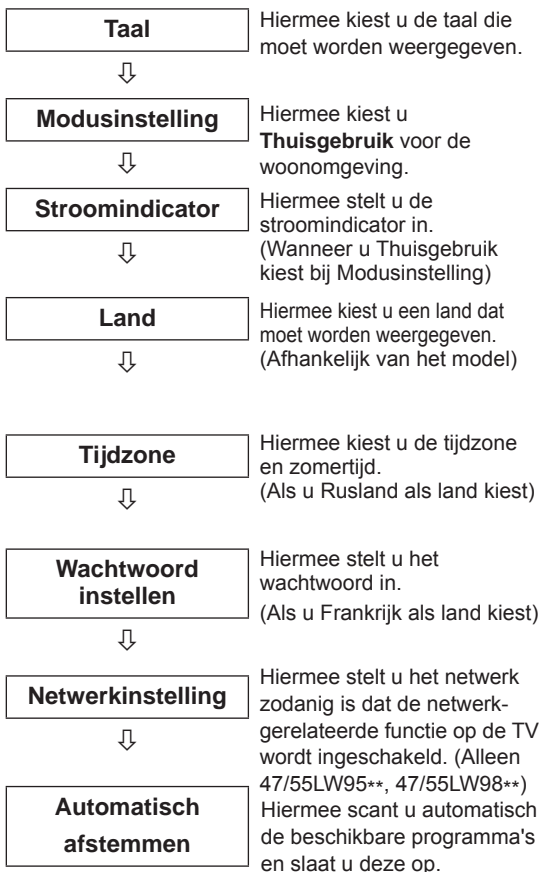 Taal
Hiermee kiest u de taal die
moet worden weergegeven.
⇩
Modusinstelling
Hiermee kiest u
Thuisgebruik voor de
woonomgeving.
⇩
Stroomindicator
Hiermee stelt u de
stroomindicator in.
(Wanneer u Thuisgebruik
kiest bij Modusinstelling)
⇩
Land
Hiermee kiest u een land dat
moet worden weergegeven.
(Afhankelijk van het model)
⇩
Tijdzone
Hiermee kiest u de tijdzone
en zomertijd.
(Als u Rusland als land kiest)
⇩
Wachtwoord
instellen
Hiermee stelt u het
wachtwoord in.
(Als u Frankrijk als land kiest)
⇩
Netwerkinstelling
Hiermee stelt u het netwerk
zodanig is dat de netwerk-
gerelateerde functie op de TV
wordt ingeschakeld. (Alleen
47/55LW95**, 47/55LW98**)
⇩
Automatisch
afstemmen
Hiermee scant u automatisch
de beschikbare programma's
en slaat u deze op.